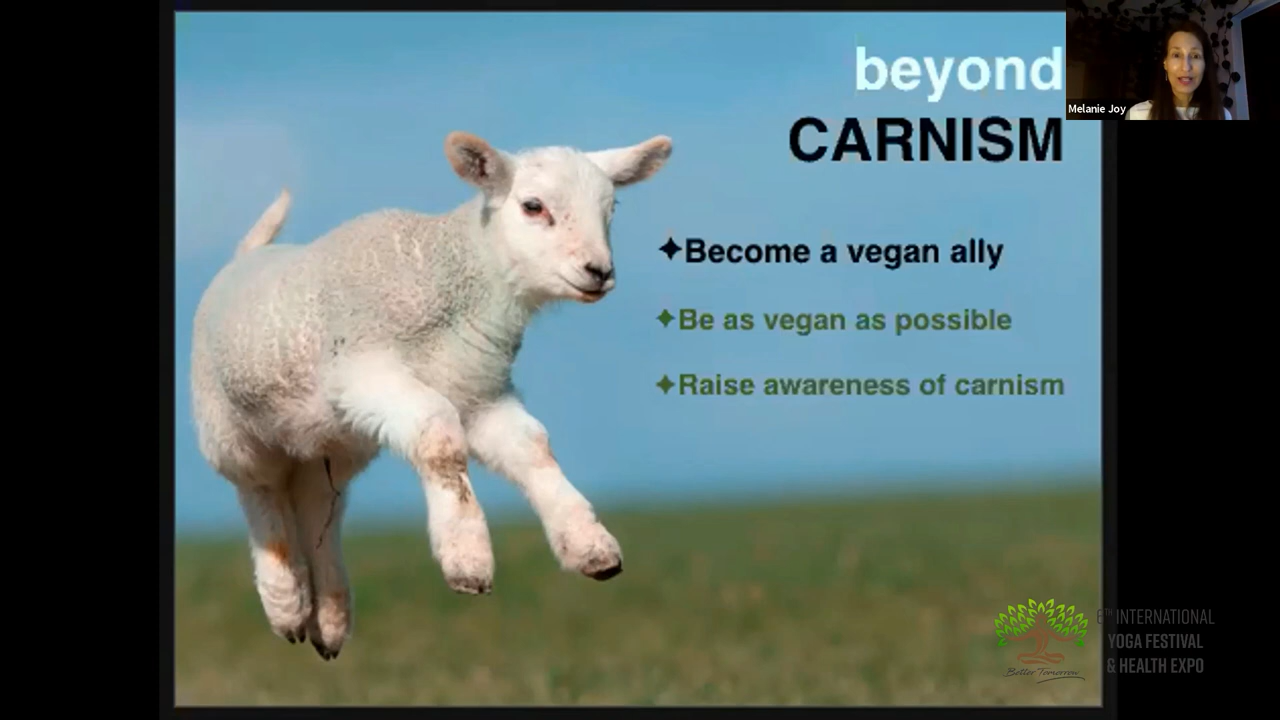 beyond
CARNISM
Melanie Joy
✦Become a vegan ally
✦Be as vegan as possible
✦Raise awareness of carnism
6TH INTERNATIONAL
YOGA FESTIVAL
& HEALTH EXPO
Better Tomorrow